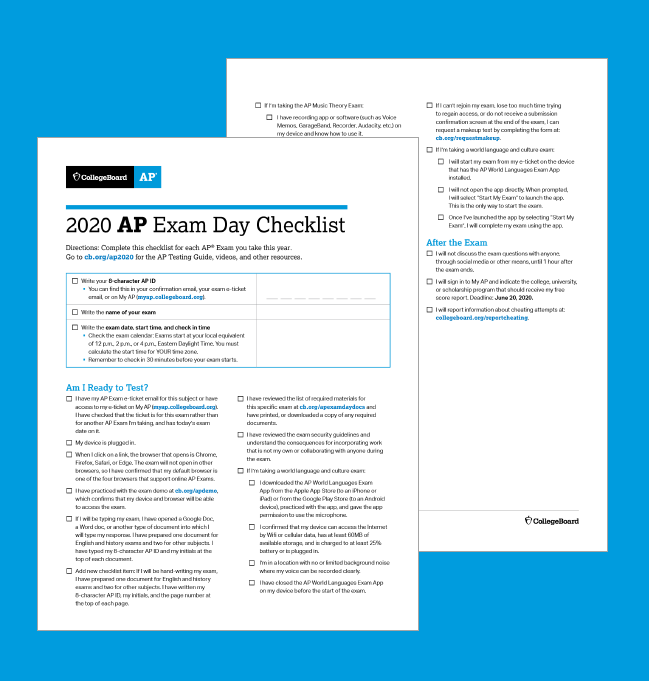 CollegeBoard
AP®
2020 AP Exam Day Checklist
Directions: Complete this checklist for each AP® Exam you take this year.
Go to cb.org/ap2020 for the AP Testing Guide, videos, and other resources.
Write your 8-character AP ID
• You can find this in your confirmation email, your exam e-ticket
email, or on My AP (myap.collegeboard.org).
Write the name of your exam
Write the exam date, start time, and check in time
• Check the exam calendar: Exams start at your local equivalent
of 12 p.m., 2 p.m., or 4 p.m., Eastern Daylight Time. You must
calculate the start time for YOUR time zone.
• Remember to check in 30 minutes before your exam starts.
Am I Ready to Test?
I have my AP Exam e-ticket email for this subject or have
access to my e-ticket on My AP (myap.collegeboard.org).
I have checked that the ticket is for this exam rather than
for another AP Exam I'm taking, and has today's exam
date on it.
My device is plugged in.
When I click on a link, the browser that opens is Chrome,
Firefox, Safari, or Edge. The exam will not open in other
browsers, so I have confirmed that my default browser is
one of the four browsers that support online AP Exams.
I have practiced with the exam demo at cb.org/apdemo,
which confirms that my device and browser will be able
to access the exam.
If I will be typing my exam, I have opened a Google Doc,
a Word doc, or another type of document into which I
will type my response. I have prepared one document for
English and history exams and two for other subjects. I
have typed my 8-character AP ID and my initials at the
top of each document.
Add new checklist item: If I will be hand-writing my exam,
I have prepared one document for English and history
exams and two for other subjects. I have written my
8-character AP ID, my initials, and the page number at
the top of each page.
I have reviewed the list of required materials for
this specific exam at cb.org/apexamdaydocs and
have printed, or downloaded a copy of any required
documents.
I have reviewed the exam security guidelines and
understand the consequences for incorporating work
that is not my own or collaborating with anyone during
the exam.
If I'm taking a world language and culture exam:
I downloaded the AP World Languages Exam
App from the Apple App Store (to an iPhone or
iPad) or from the Google Play Store (to an Android
device), practiced with the app, and gave the app
permission to use the microphone.
I confirmed that my device can access the Internet
by Wifi or cellular data, has at least 60MB of
available storage, and is charged to at least 25%
battery or is plugged in.
I'm in a location with no or limited background noise
where my voice can be recorded clearly.
I have closed the AP World Languages Exam App
on my device before the start of the exam.
If I'm taking the AP Music Theory Exam:
I have recording app or software (such as Voice
Memos, GarageBand, Recorder, Audacity, etc.) on
my device and know how to use it.
If I can't rejoin my exam, lose too much time trying
to regain access, or do not receive a submission
confirmation screen at the end of the exam, I can
request a makeup test by completing the form at:
cb.org/requestmakeup.
If I'm taking a world language and culture exam:
I will start my exam from my e-ticket on the device
that has the AP World Languages Exam App
installed.
I will not open the app directly. When prompted,
I will select "Start My Exam" to launch the app.
This is the only way to start the exam.
Once I've launched the app by selecting "Start My
Exam", I will complete my exam using the app.
After the Exam
I will not discuss the exam questions with anyone,
through social media or other means, until 1 hour after
the exam ends.
I will sign in to My AP and indicate the college, university,
or scholarship program that should receive my free
score report. Deadline: June 20, 2020.
I will report information about cheating attempts at:
collegeboard.org/reportcheating.
CollegeBoard